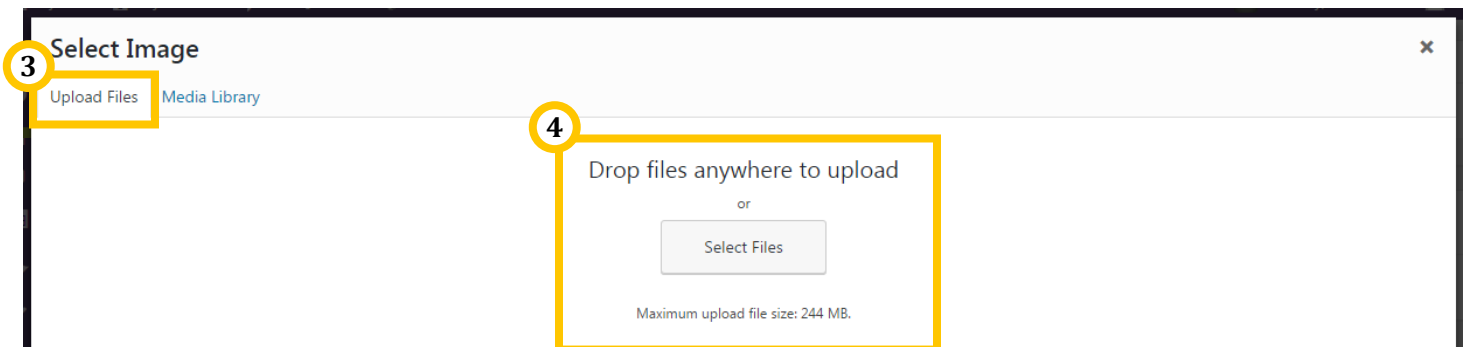 Select Image
3
Upload Files Media Library
4
Drop files anywhere to upload
or
Select Files
Maximum upload file size: 244 MB.